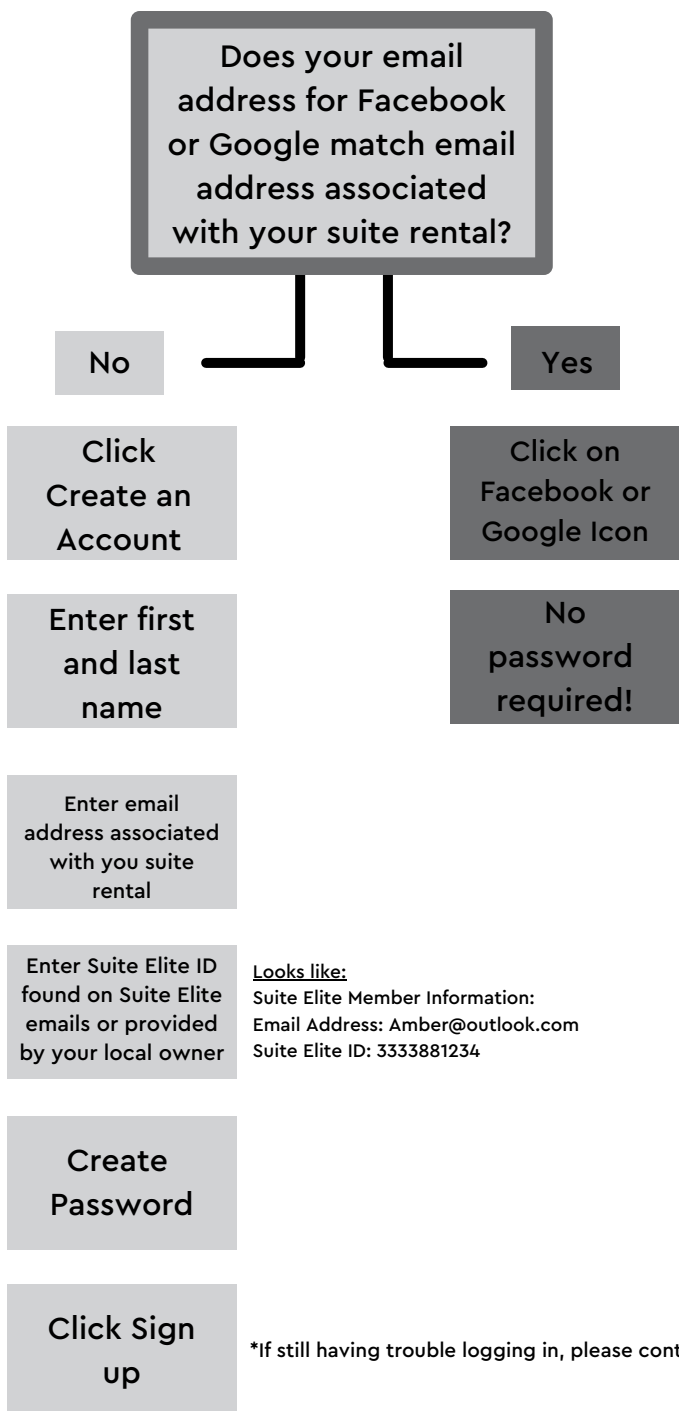 Does your email
address for Facebook
or Google match email
address associated
with your suite rental?
No
Yes
Click
Create an
Account
Click on
Facebook or
Google Icon
Enter first
and last
name
No
password
required!
Enter email
address associated
with you suite
rental
Enter Suite Elite ID
found on Suite Elite
emails or provided
by your local owner
Looks like:
Suite Elite Member Information:
Email Address: Amber@outlook.com
Suite Elite ID: 3333881234
Create
Password
Click Sign
up
*If still having trouble logging in, please cont